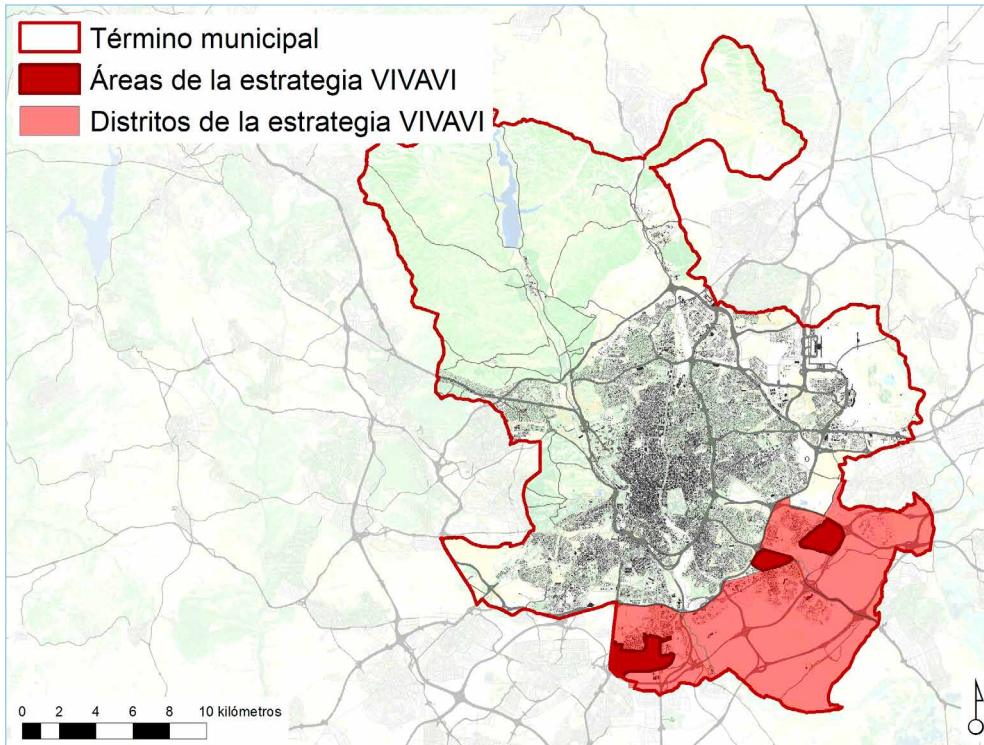 Término municipal
Áreas de la estrategia VIVAVI
Distritos de la estrategia VIVAVI
0 2 4 6 8 10 kilómetros